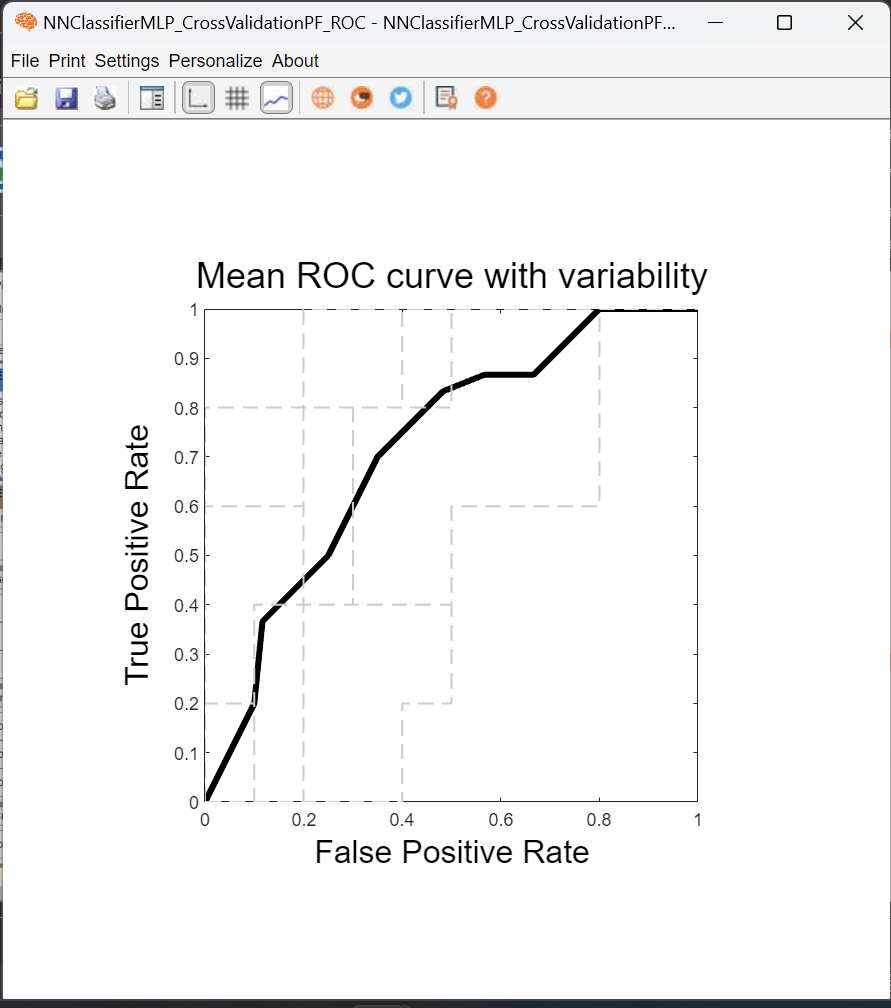 NNClassifierMLP_CrossValidationPF_ROC - NNClassifierMLP_CrossValidationPF...
File Print Settings Personalize About
Mean ROC curve with variability
1
0.9
0.8
0.7
0.6
0.5
0.4
0.3
0.2
0.1
0
True Positive Rate
0 0.2 0.4 0.6 0.8 1
False Positive Rate